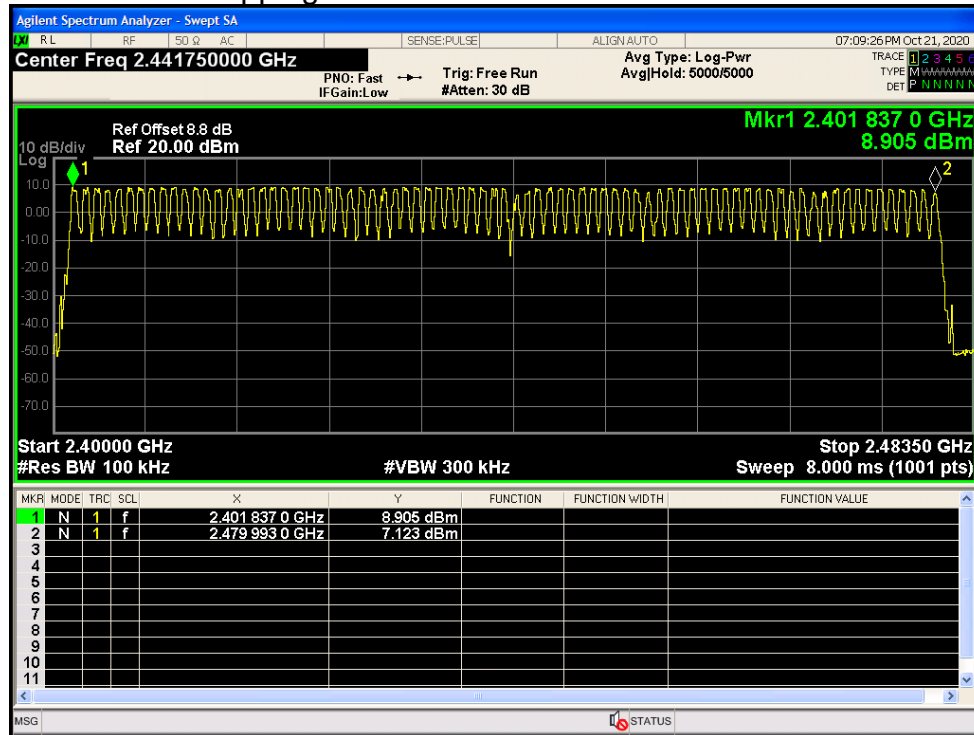 Agilent Spectrum Analyzer - Swept SA
LXI RL RF 50 Ω AC SENSE:PULSE ALIGN AUTO 07:09:26 PM Oct 21, 2020
Center Freq 2.441750000 GHz
PNO: Fast
IFGain:Low
Trig: Free Run
#Atten: 30 dB
Avg Type: Log-Pwr
Avg|Hold: 5000/5000
TRACE 1 2 3 4 5 6
TYPE M
DET P N N N N N
Ref Offset 8.8 dB
10 dB/div Ref 20.00 dBm
Log
Mkr1 2.401 837 0 GHz
8.905 dBm
1
2
10.0
0.00
-10.0
-20.0
-30.0
-40.0
-50.0
-60.0
-70.0
Start 2.40000 GHz Stop 2.48350 GHz
#Res BW 100 kHz #VBW 300 kHz Sweep 8.000 ms (1001 pts)
MKR MODE TRC SCL X Y FUNCTION FUNCTION WIDTH FUNCTION VALUE
1 N 1 f 2.401 837 0 GHz 8.905 dBm
2 N 1 f 2.479 993 0 GHz 7.123 dBm
3
4
5
6
7
8
9
10
11
MSG STATUS